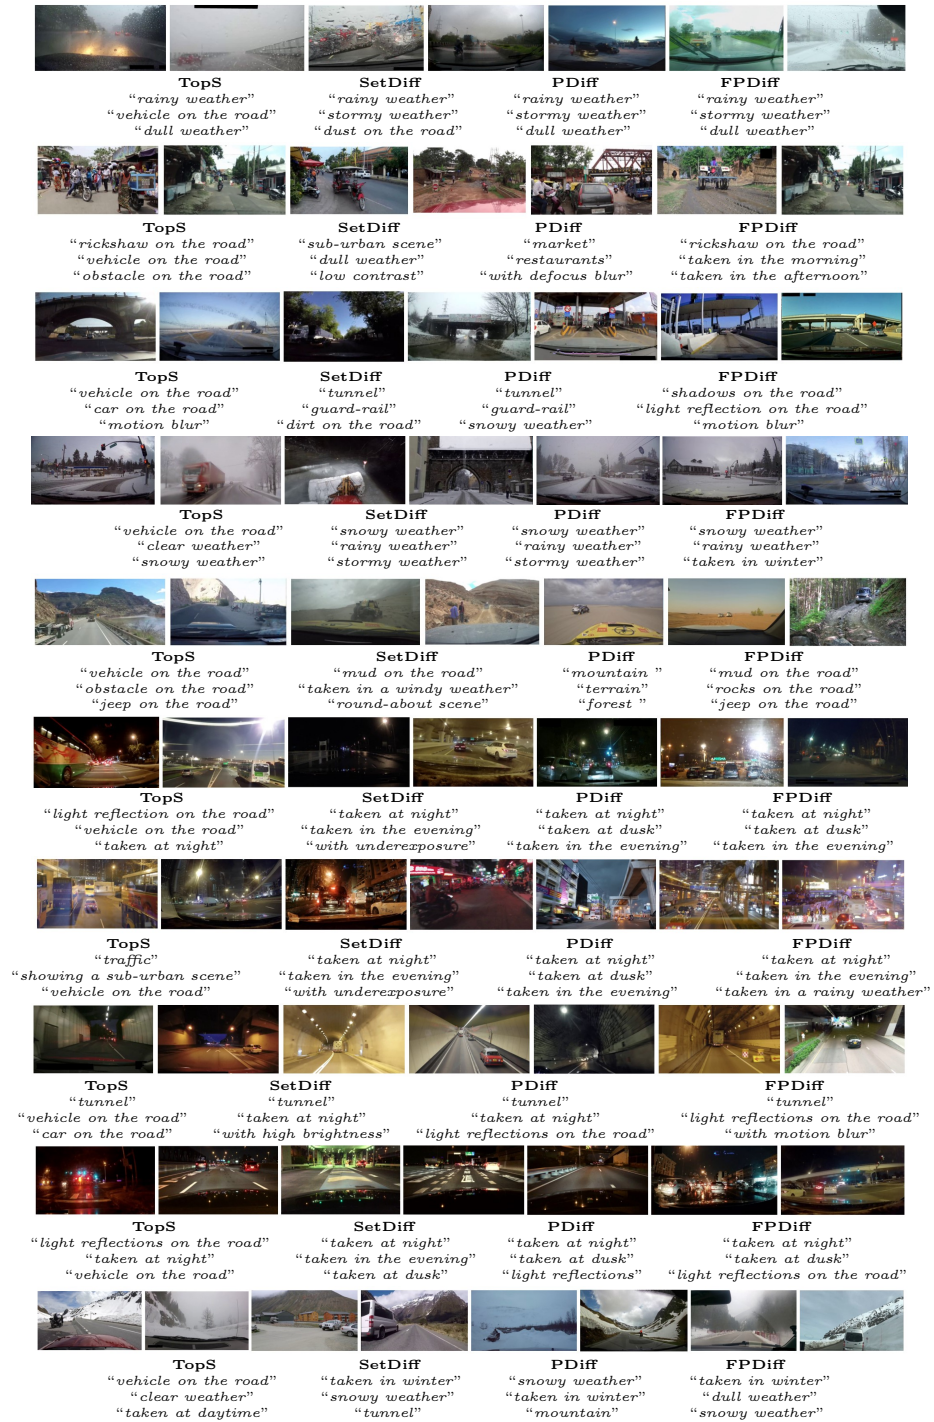 TopS SetDiff PDiff FPDiff
“rainy weather” “rainy weather” “rainy weather” “rainy weather”
“vehicle on the road” “stormy weather” “stormy weather” “stormy weather”
“dull weather” “dust on the road” “dull weather” “dull weather”
TopS SetDiff PDiff FPDiff
“rickshaw on the road” “sub-urban scene” “market” “rickshaw on the road”
“vehicle on the road” “dull weather” “restaurants” “taken in the morning”
“obstacle on the road” “low contrast” “with defocus blur” “taken in the afternoon”
TopS SetDiff PDiff FPDiff
“vehicle on the road” “tunnel” “tunnel” “shadows on the road”
“car on the road” “guard-rail” “guard-rail” “light reflection on the road”
“motion blur” “dirt on the road” “snowy weather” “motion blur”
TopS SetDiff PDiff FPDiff
“vehicle on the road” “snowy weather” “snowy weather” “snowy weather”
“clear weather” “rainy weather” “rainy weather” “rainy weather”
“snowy weather” “stormy weather” “stormy weather” “taken in winter”
TopS SetDiff PDiff FPDiff
“vehicle on the road” “mud on the road” “mountain ” “mud on the road”
“obstacle on the road” “taken in a windy weather” “terrain” “rocks on the road”
“jeep on the road” “round-about scene” “forest ” “jeep on the road”
TopS SetDiff PDiff FPDiff
“light reflection on the road” “taken at night” “taken at night” “taken at night”
“vehicle on the road” “taken in the evening” “taken at dusk” “taken at dusk”
“taken at night” “with underexposure” “taken in the evening” “taken in the evening”
TopS SetDiff PDiff FPDiff
“traffic” “taken at night” “taken at night” “taken at night”
“showing a sub-urban scene” “taken in the evening” “taken at dusk” “taken in the evening”
“vehicle on the road” “with underexposure” “taken in the evening” “taken in a rainy weather”
TopS SetDiff PDiff FPDiff
“tunnel” “tunnel” “tunnel” “tunnel”
“vehicle on the road” “taken at night” “taken at night” “light reflections on the road”
“car on the road” “with high brightness” “light reflections on the road” “with motion blur”
TopS SetDiff PDiff FPDiff
“light reflections on the road” “taken at night” “taken at night” “taken at night”
“taken at night” “taken in the evening” “taken at dusk” “taken at dusk”
“vehicle on the road” “taken at dusk” “light reflections” “light reflections on the road”
TopS SetDiff PDiff FPDiff
“vehicle on the road” “taken in winter” “snowy weather” “taken in winter”
“clear weather” “snowy weather” “taken in winter” “dull weather”
“taken at daytime” “tunnel” “mountain” “snowy weather”